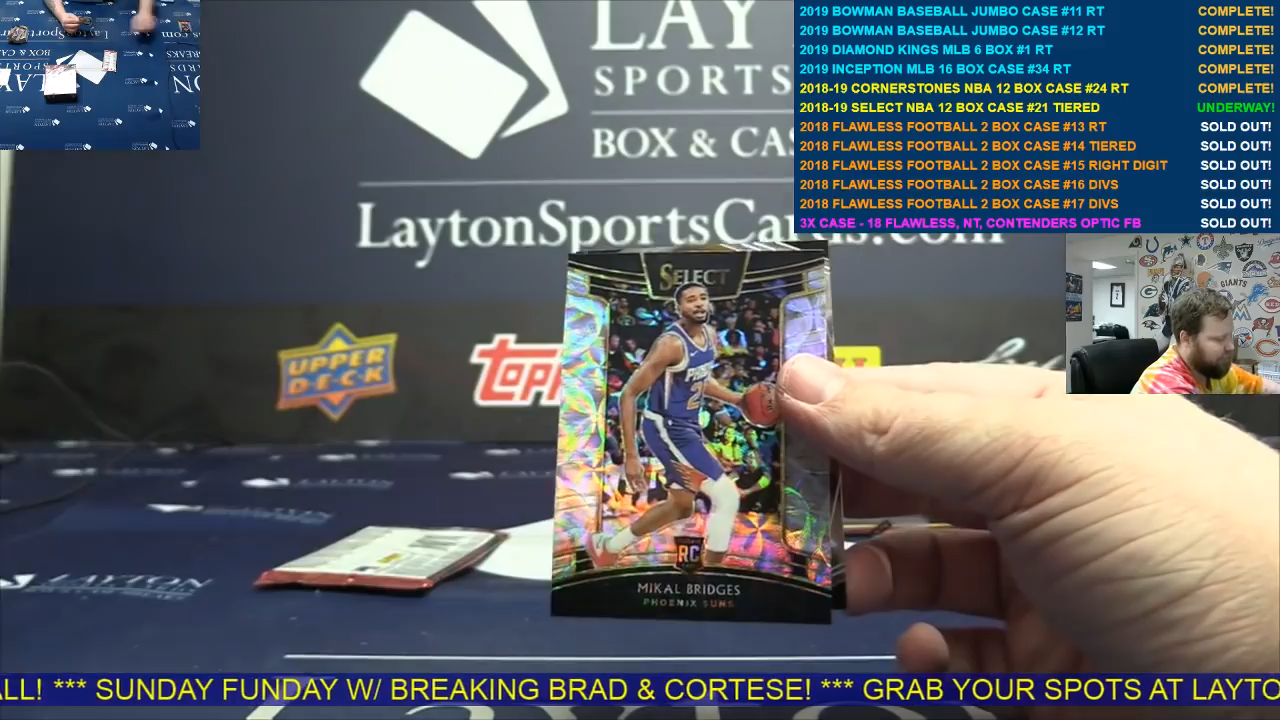 LAY
SPORTS
BOX & CA
LaytonSportsCards.com
2019 BOWMAN BASEBALL JUMBO CASE #11 RT COMPLETE!
2019 BOWMAN BASEBALL JUMBO CASE #12 RT COMPLETE!
2019 DIAMOND KINGS MLB 6 BOX #1 RT COMPLETE!
2019 INCEPTION MLB 16 BOX CASE #34 RT COMPLETE!
2018-19 CORNERSTONES NBA 12 BOX CASE #24 RT COMPLETE!
2018-19 SELECT NBA 12 BOX CASE #21 TIERED UNDERWAY!
2018 FLAWLESS FOOTBALL 2 BOX CASE #13 RT SOLD OUT!
2018 FLAWLESS FOOTBALL 2 BOX CASE #14 TIERED SOLD OUT!
2018 FLAWLESS FOOTBALL 2 BOX CASE #15 RIGHT DIGIT SOLD OUT!
2018 FLAWLESS FOOTBALL 2 BOX CASE #16 DIVS SOLD OUT!
2018 FLAWLESS FOOTBALL 2 BOX CASE #17 DIVS SOLD OUT!
3X CASE - 18 FLAWLESS, NT, CONTENDERS OPTIC FB SOLD OUT!
GIANTS
UPPER
DECK
Topp
SELECT
RC
MIKAL BRIDGES
PHOENIX SUNS
LAYTON
ALL! *** SUNDAY FUNDAY W/ BREAKING BRAD & CORTESE! *** GRAB YOUR SPOTS AT LAYTO